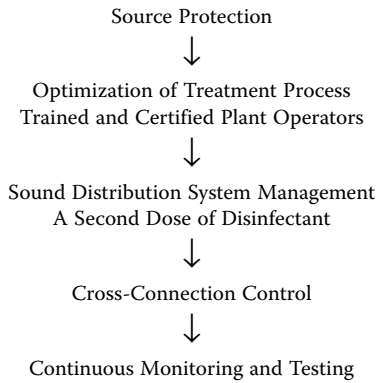 Source Protection
Optimization of Treatment Process
Trained and Certified Plant Operators
Sound Distribution System Management
A Second Dose of Disinfectant
Cross-Connection Control
Continuous Monitoring and Testing